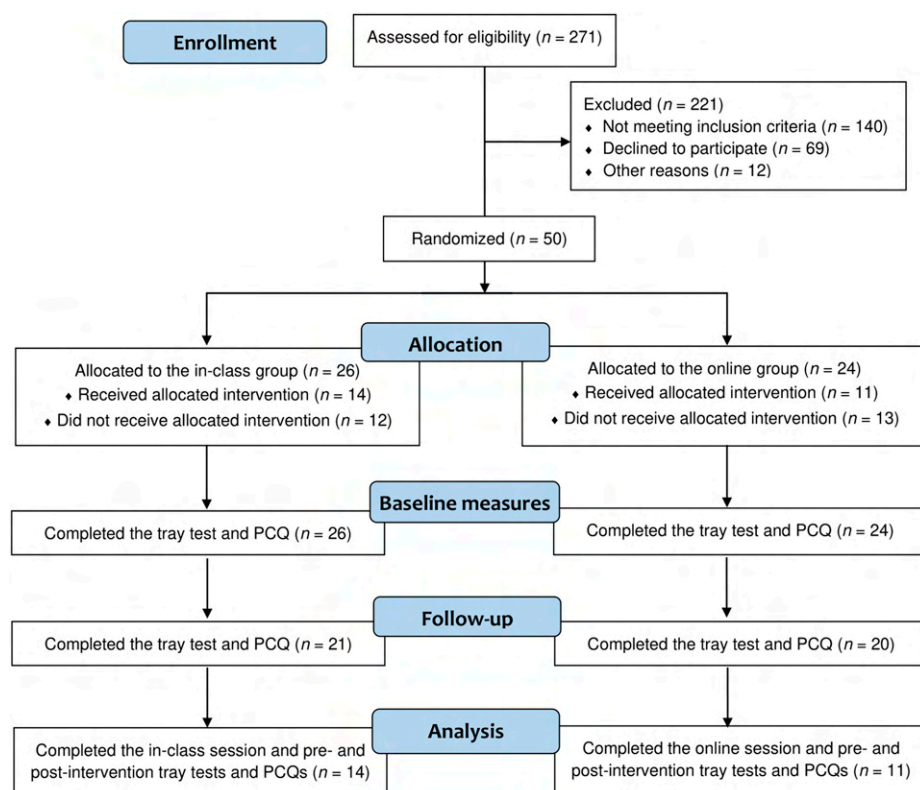 Enrollment
Assessed for eligibility (n = 271)
Excluded (n = 221)
♦ Not meeting inclusion criteria (n = 140)
♦ Declined to participate (n = 69)
♦ Other reasons (n = 12)
Randomized (n = 50)
Allocation
Allocated to the in-class group (n = 26)
♦ Received allocated intervention (n = 14)
♦ Did not receive allocated intervention (n = 12)
Allocated to the online group (n = 24)
♦ Received allocated intervention (n = 11)
♦ Did not receive allocated intervention (n = 13)
Baseline measures
Completed the tray test and PCQ (n = 26)
Completed the tray test and PCQ (n = 24)
Follow-up
Completed the tray test and PCQ (n = 21)
Completed the tray test and PCQ (n = 20)
Analysis
Completed the in-class session and pre- and
post-intervention tray tests and PCQs (n = 14)
Completed the online session and pre- and
post-intervention tray tests and PCQs (n = 11)